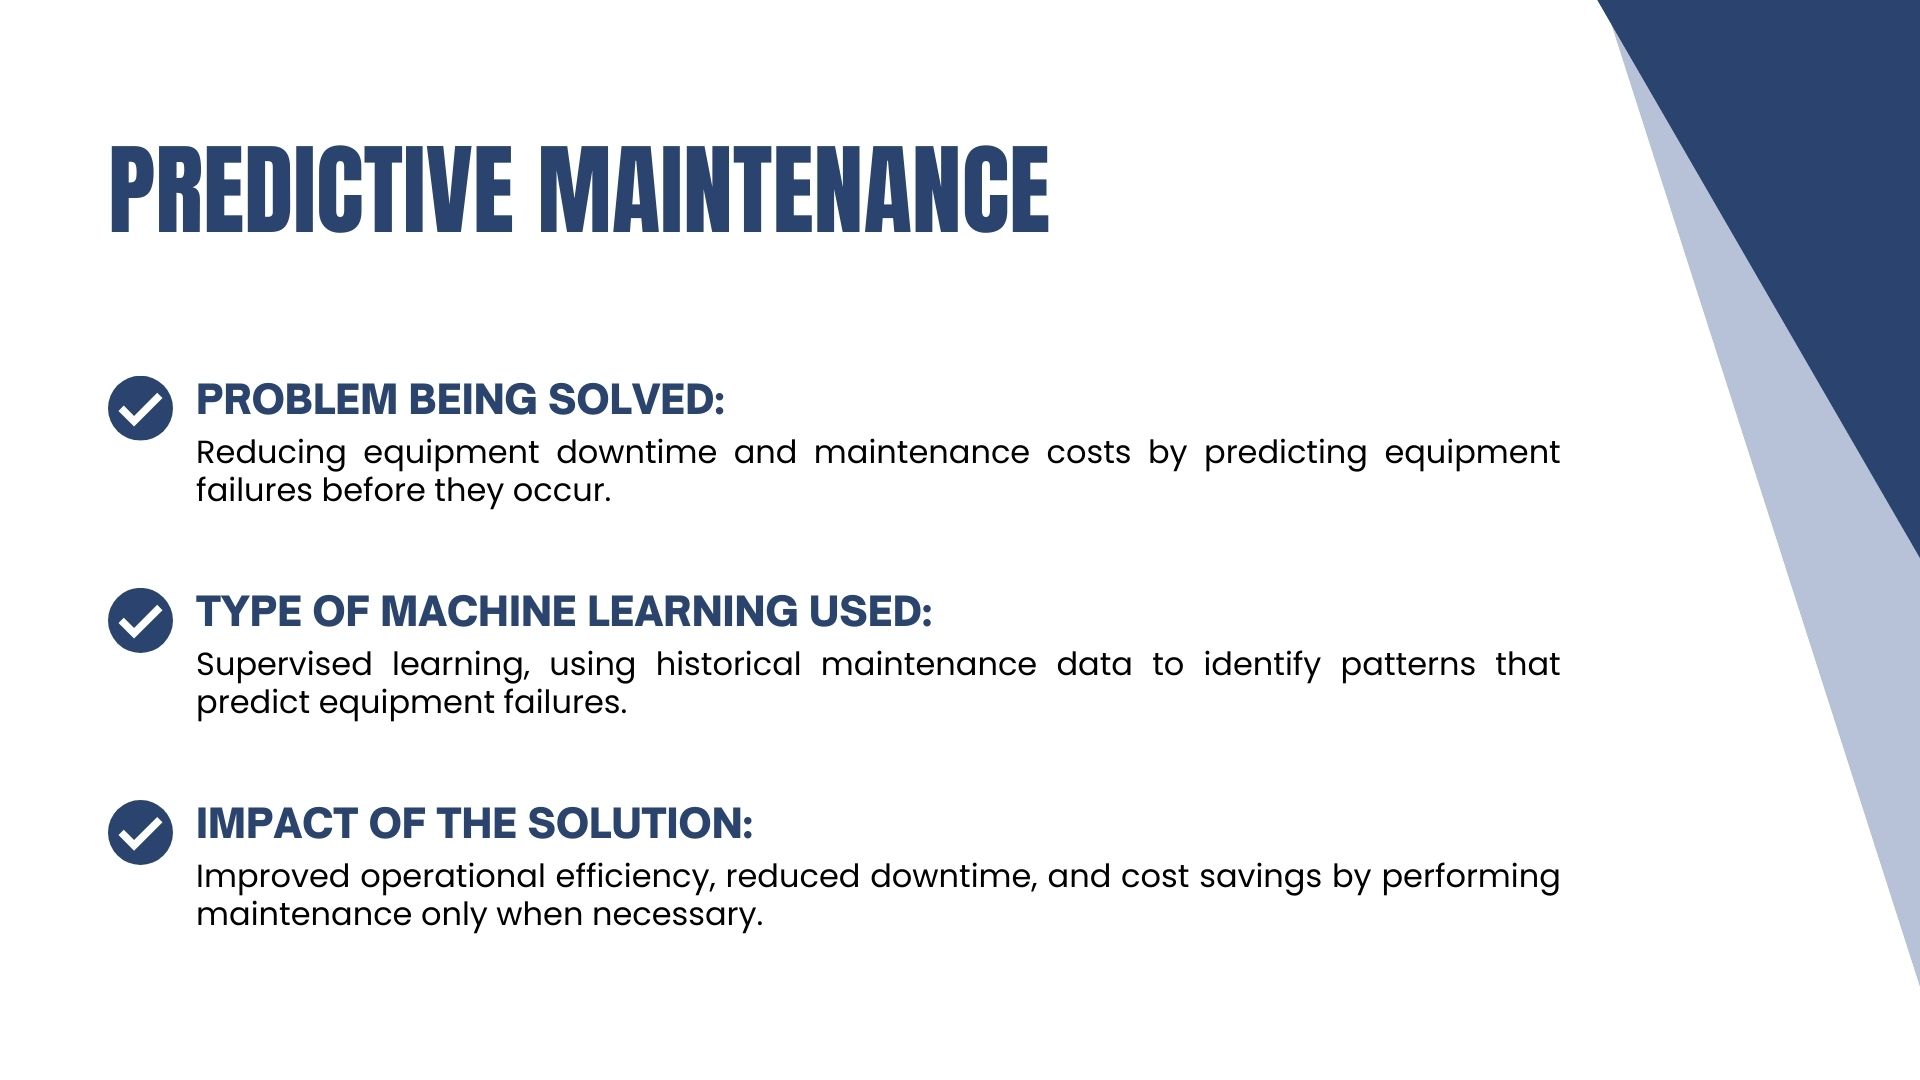 PREDICTIVE MAINTENANCE
PROBLEM BEING SOLVED:
Reducing equipment downtime and maintenance costs by predicting equipment
failures before they occur.
TYPE OF MACHINE LEARNING USED:
Supervised learning, using historical maintenance data to identify patterns that
predict equipment failures.
IMPACT OF THE SOLUTION:
Improved operational efficiency, reduced downtime, and cost savings by performing
maintenance only when necessary.